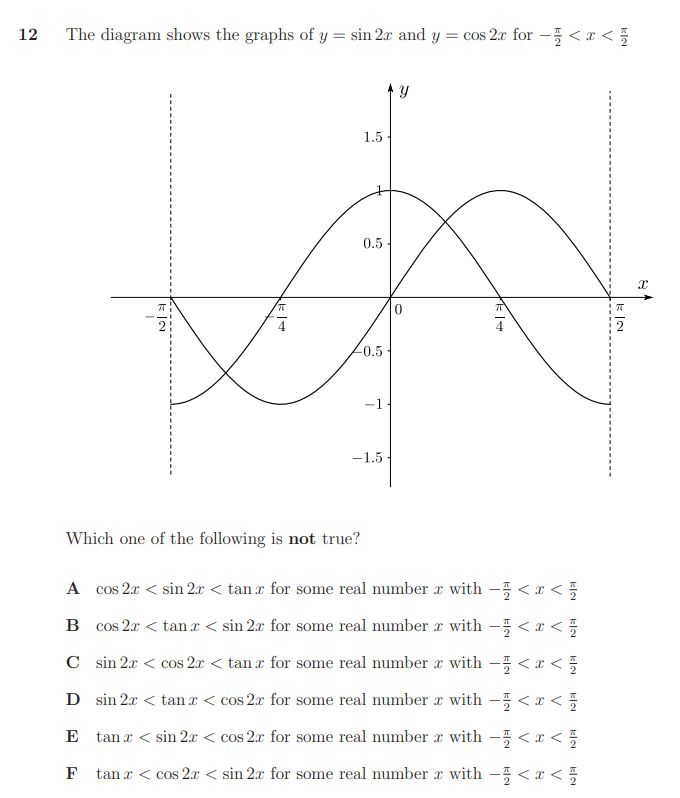 12 The diagram shows the graphs of y = sin 2x and y = cos 2x for −π/2 < x < π/2
y
1.5
1
0.5
x
−π/2
−π/4
0
π/4
π/2
−0.5
−1
−1.5
Which one of the following is not true?
A cos 2x < sin 2x < tan x for some real number x with −π/2 < x < π/2
B cos 2x < tan x < sin 2x for some real number x with −π/2 < x < π/2
C sin 2x < cos 2x < tan x for some real number x with −π/2 < x < π/2
D sin 2x < tan x < cos 2x for some real number x with −π/2 < x < π/2
E tan x < sin 2x < cos 2x for some real number x with −π/2 < x < π/2
F tan x < cos 2x < sin 2x for some real number x with −π/2 < x < π/2